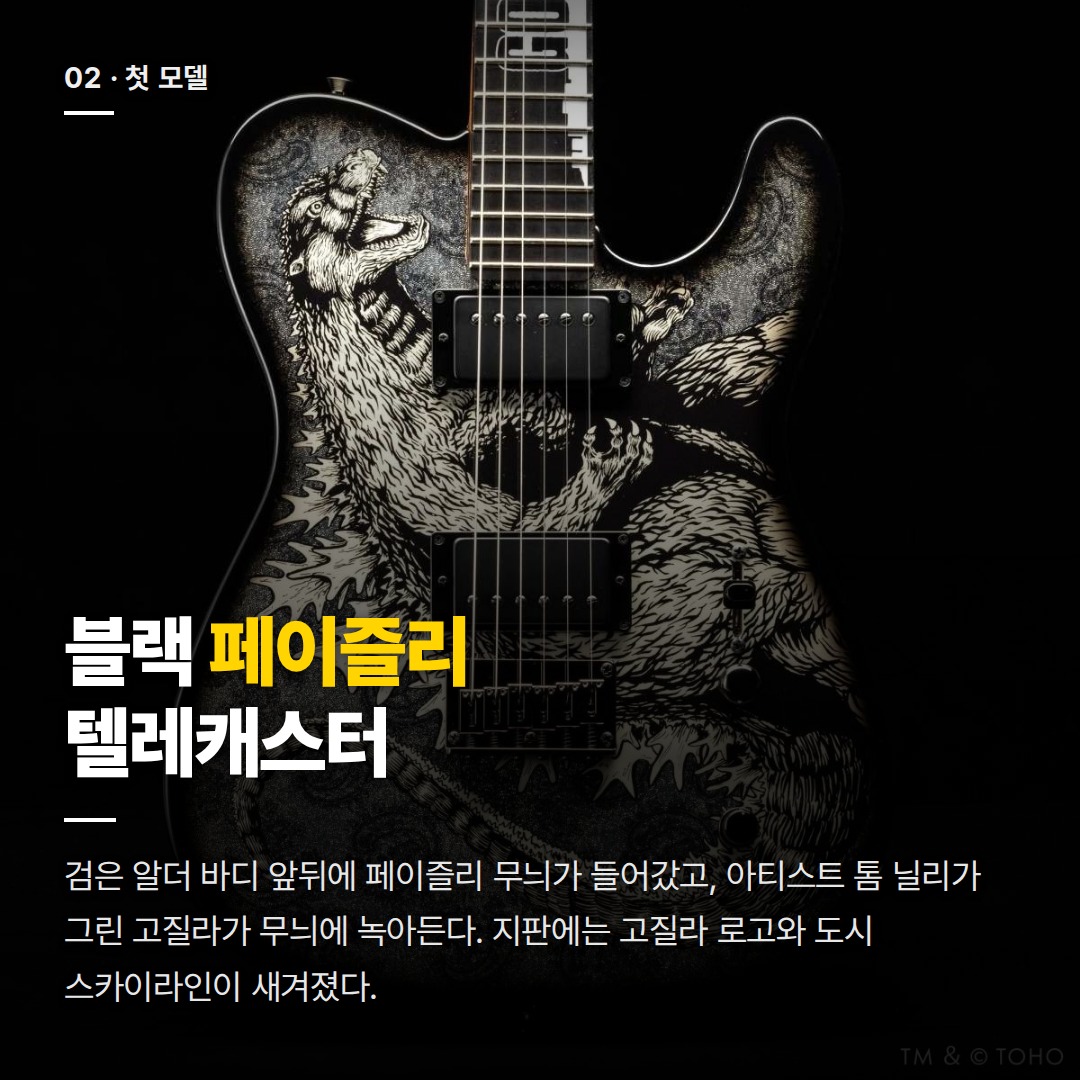 02 · 첫 모델
블랙 페이즐리
텔레캐스터
검은 알더 바디 앞뒤에 페이즐리 무늬가 들어갔고, 아티스트 톰 닐리가
그린 고질라가 무늬에 녹아든다. 지판에는 고질라 로고와 도시
스카이라인이 새겨졌다.
TM & © TOHO